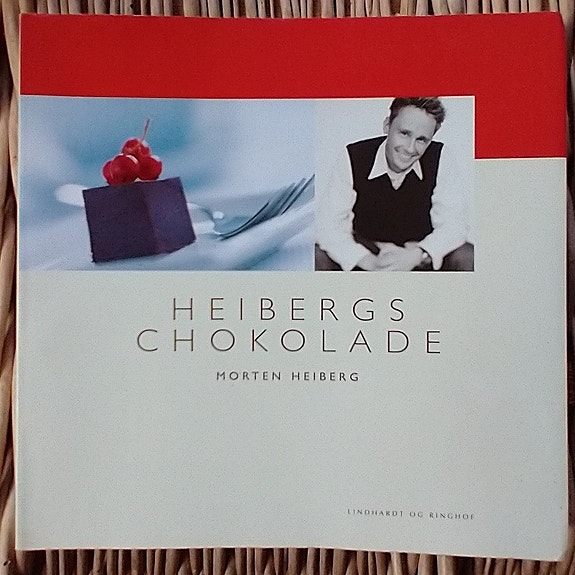 HEIBERGS
CHOKOLADE
MORTEN HEIBERG
LINDHARDT OG RINGHOF